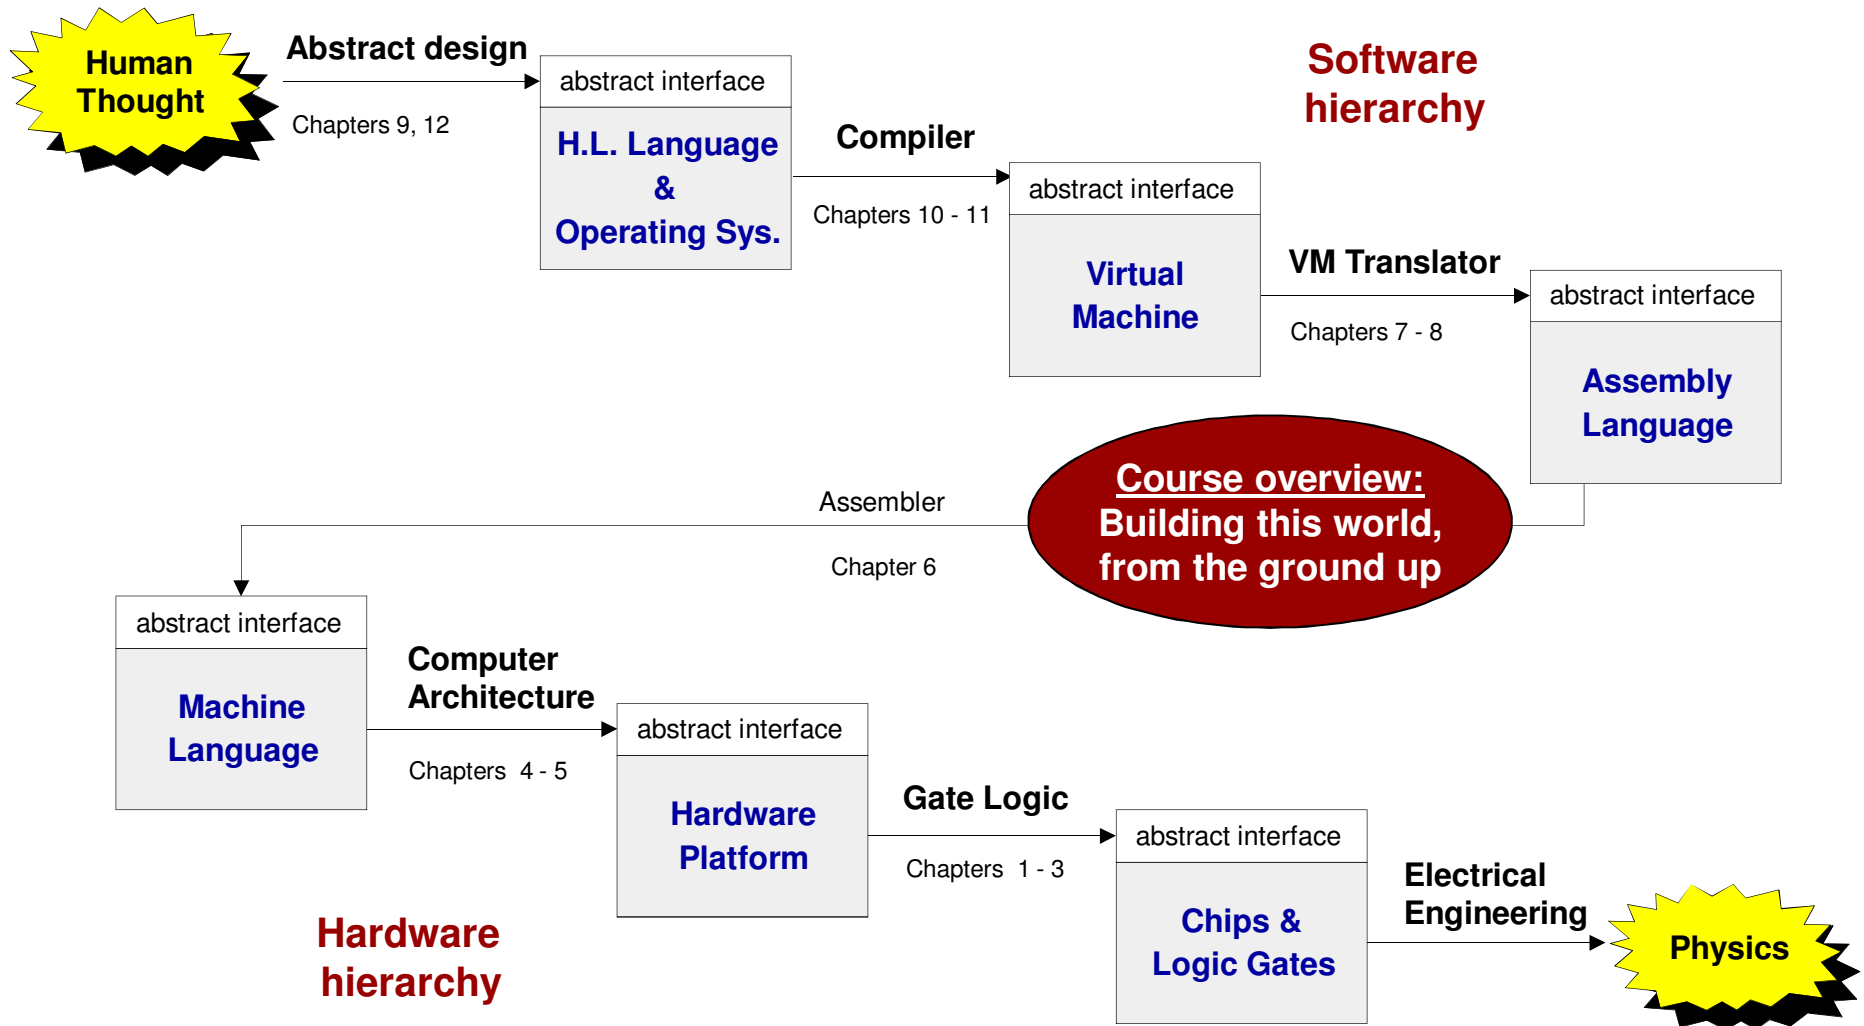 Human
Thought
Abstract design
Chapters 9, 12
abstract interface
H.L. Language
&
Operating Sys.
Software
hierarchy
Compiler
Chapters 10 - 11
abstract interface
Virtual
Machine
VM Translator
Chapters 7 - 8
abstract interface
Assembly
Language
Course overview:
Building this world,
from the ground up
Assembler
Chapter 6
abstract interface
Machine
Language
Computer
Architecture
Chapters 4 - 5
abstract interface
Hardware
Platform
Gate Logic
Chapters 1 - 3
abstract interface
Chips &
Logic Gates
Electrical
Engineering
Physics
Hardware
hierarchy